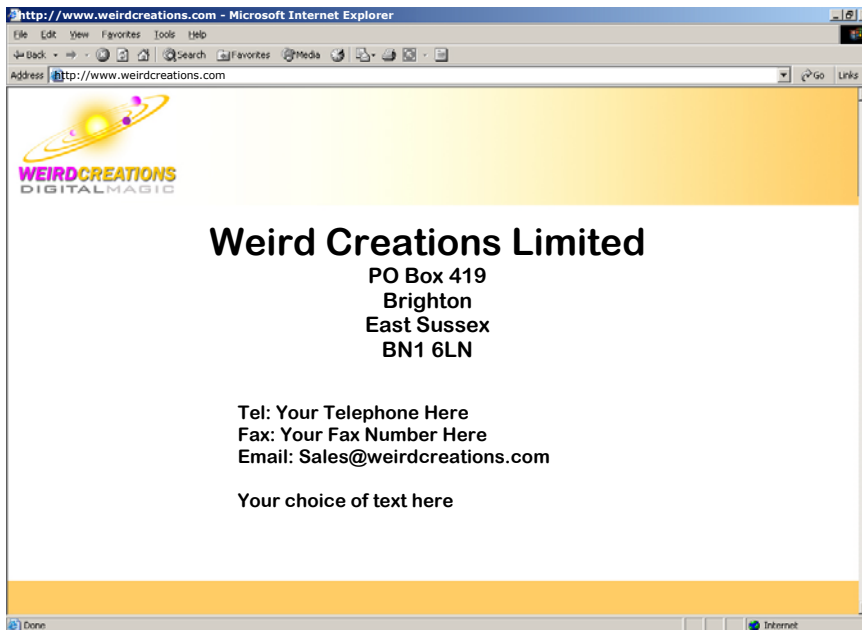 http://www.weirdcreations.com - Microsoft Internet Explorer
File Edit View Favorites Tools Help
Back Search Favorites Media
Address http://www.weirdcreations.com Go Links
WEIRDCREATIONS
DIGITALMAGIC
Weird Creations Limited
PO Box 419
Brighton
East Sussex
BN1 6LN
Tel: Your Telephone Here
Fax: Your Fax Number Here
Email: Sales@weirdcreations.com
Your choice of text here
Done Internet